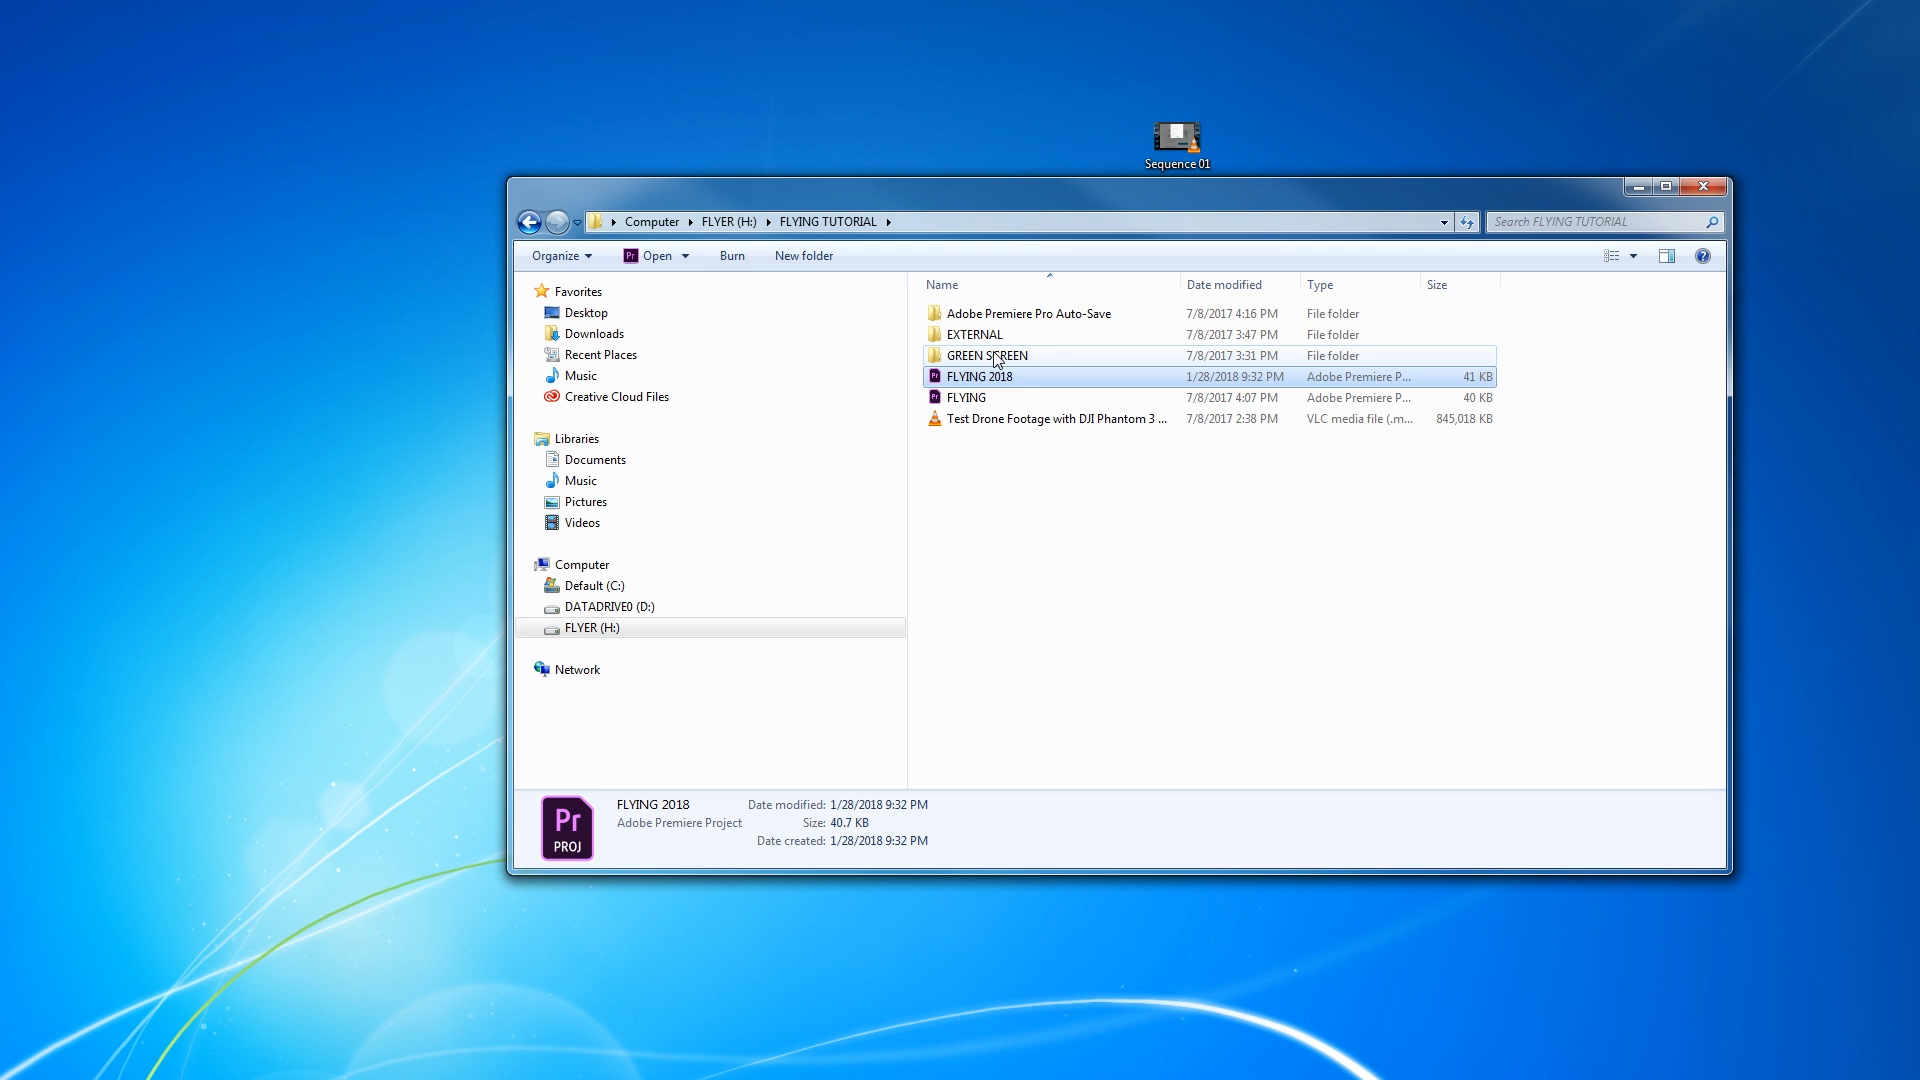 Sequence 01
Computer FLYER (H:) FLYING TUTORIAL
Search FLYING TUTORIAL
Organize Pr Open Burn New folder
Favorites
Desktop
Downloads
Recent Places
Music
Creative Cloud Files
Libraries
Documents
Music
Pictures
Videos
Computer
Default (C:)
DATADRIVE0 (D:)
FLYER (H:)
Network
Name Date modified Type Size
Adobe Premiere Pro Auto-Save 7/8/2017 4:16 PM File folder
EXTERNAL 7/8/2017 3:47 PM File folder
GREEN SCREEN 7/8/2017 3:31 PM File folder
Pr FLYING 2018 1/28/2018 9:32 PM Adobe Premiere P... 41 KB
Pr FLYING 7/8/2017 4:07 PM Adobe Premiere P... 40 KB
Test Drone Footage with DJI Phantom 3 ... 7/8/2017 2:38 PM VLC media file (.m... 845,018 KB
Pr
PROJ
FLYING 2018 Date modified: 1/28/2018 9:32 PM
Adobe Premiere Project Size: 40.7 KB
Date created: 1/28/2018 9:32 PM